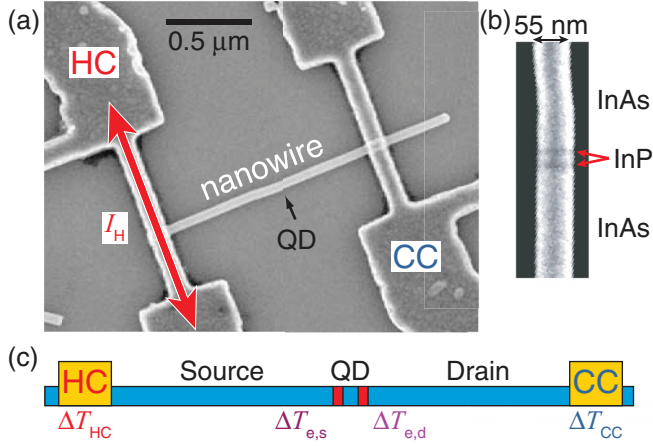 (a)
HC
0.5 μm
nanowire
I_H
QD
CC
(b)
55 nm
InAs
InP
InAs
(c)
HC Source QD Drain CC
ΔT_HC ΔT_e,s ΔT_e,d ΔT_CC